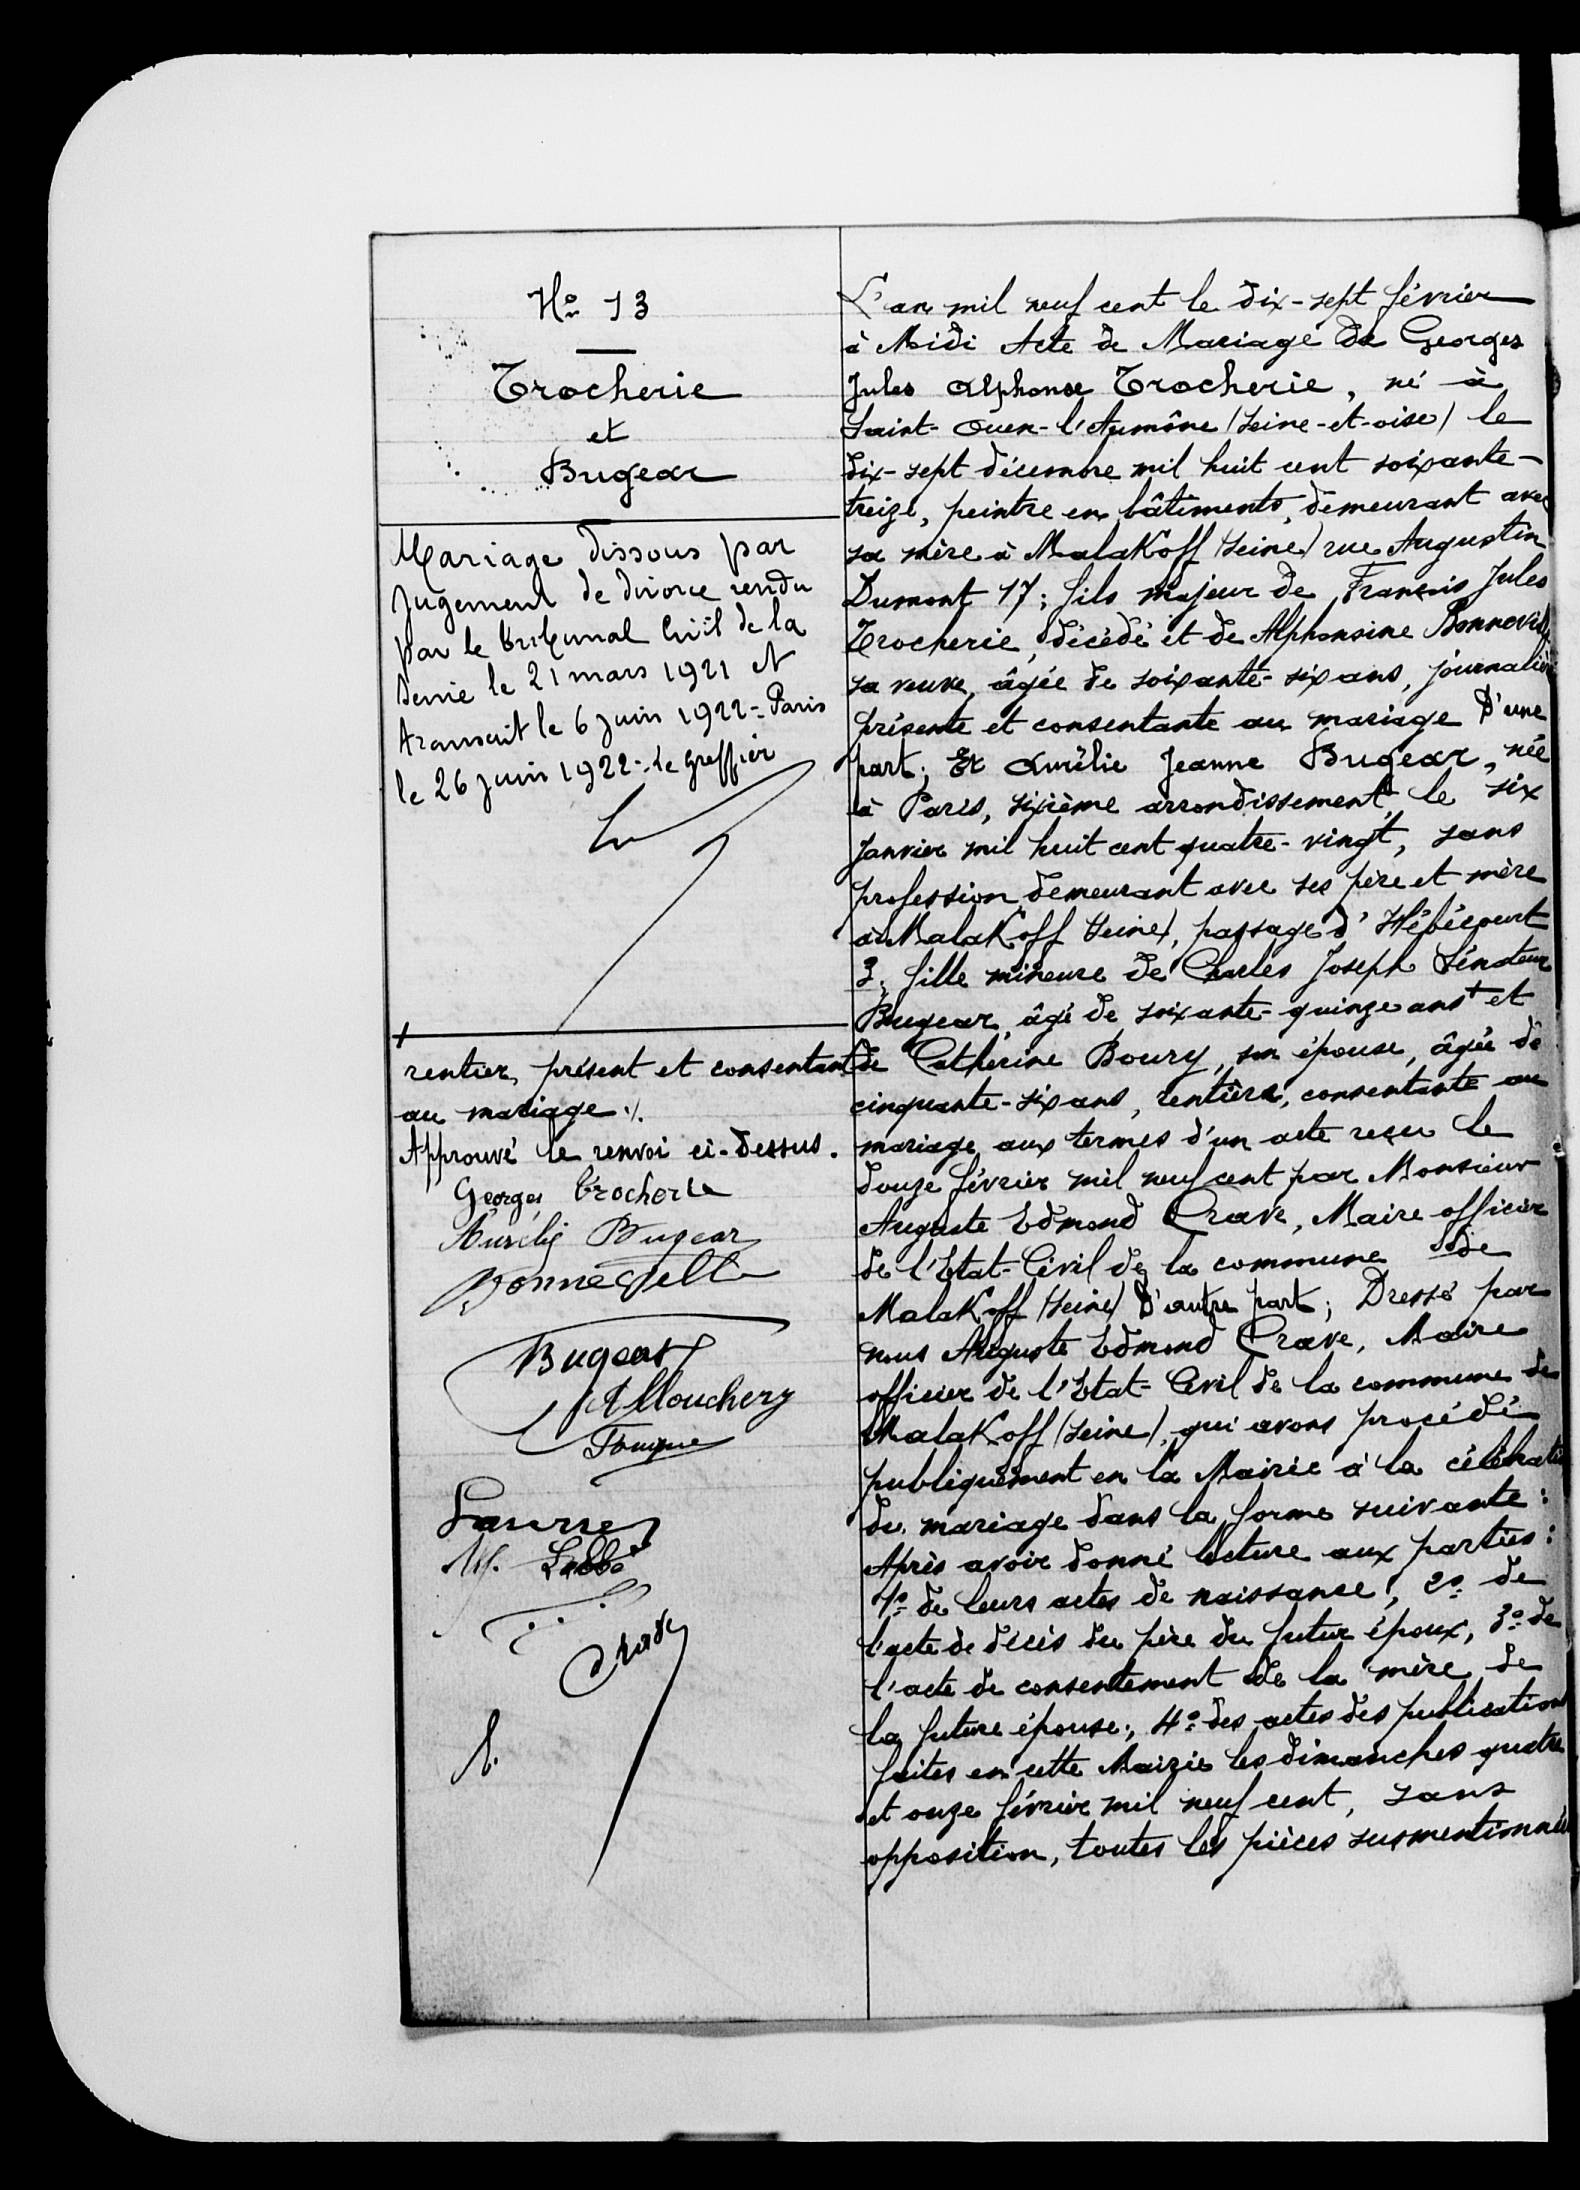 No 13
Trocherie
et
Bugear
Mariage dissous par
jugement de divorce rendu
par le tribunal Civil de la
Seine le 21 mars 1921 et
transcrit le 6 juin 1922 - Paris
le 26 juin 1922 - Le greffier
rentier, présent et consentant
au mariage ./.
Approuvé le renvoi ci-dessus.
Georges Trocherie
Aurélie Bugear
Bonneville
Bugear
A Mouchery
Laurre
M. Labbé
Crave
L'an mil neuf cent le dix-sept février
à Midi Acte de Mariage de Georges
Jules Alphonse Trocherie, né à
Saint-Ouen-l'Aumône (Seine-et-oise) le
dix-sept décembre mil huit cent soixante-
treize, peintre en bâtiments, demeurant avec
sa mère à Malakoff (Seine) rue Augustin
Dumont 17; fils majeur de François Jules
Trocherie, décédé et de Alphonsine Bonneville
sa veuve, âgée de soixante-six ans, journalière
présente et consentante au mariage D'une
part; Et Aurélie Jeanne Bugear, née
à Paris, sixième arrondissement, le six
Janvier mil huit cent quatre-vingt, sans
profession, demeurant avec ses père et mère
à Malakoff (Seine), passage d'Hébécourt
3; fille mineure de Charles Joseph Sénateur
Bugear, âgé de soixante-quinze ans + et
de Cathérine Boury, son épouse, âgée de
cinquante-six ans, rentière, consentante au
mariage aux termes d'un acte reçu le
douze février mil neuf cent par Monsieur
Auguste Edmond Crave, Maire officier
de l'Etat-Civil de la commune de
Malakoff (Seine) D'autre part; Dressé par
nous Auguste Edmond Crave, Maire
officier de l'Etat-Civil de la commune de
Malakoff (Seine), qui avons procédé
publiquement en la Mairie à la célébration
du mariage dans la forme suivante:
Après avoir donné lecture aux parties:
1o de leurs actes de naissance; 2o de
l'acte de décès du père du futur époux, 3o de
l'acte de consentement de la mère de
la future épouse; 4o des actes des publications
faites en cette Mairie les dimanches quatre
et onze février mil neuf cent, sans
opposition, toutes les pièces susmentionnées